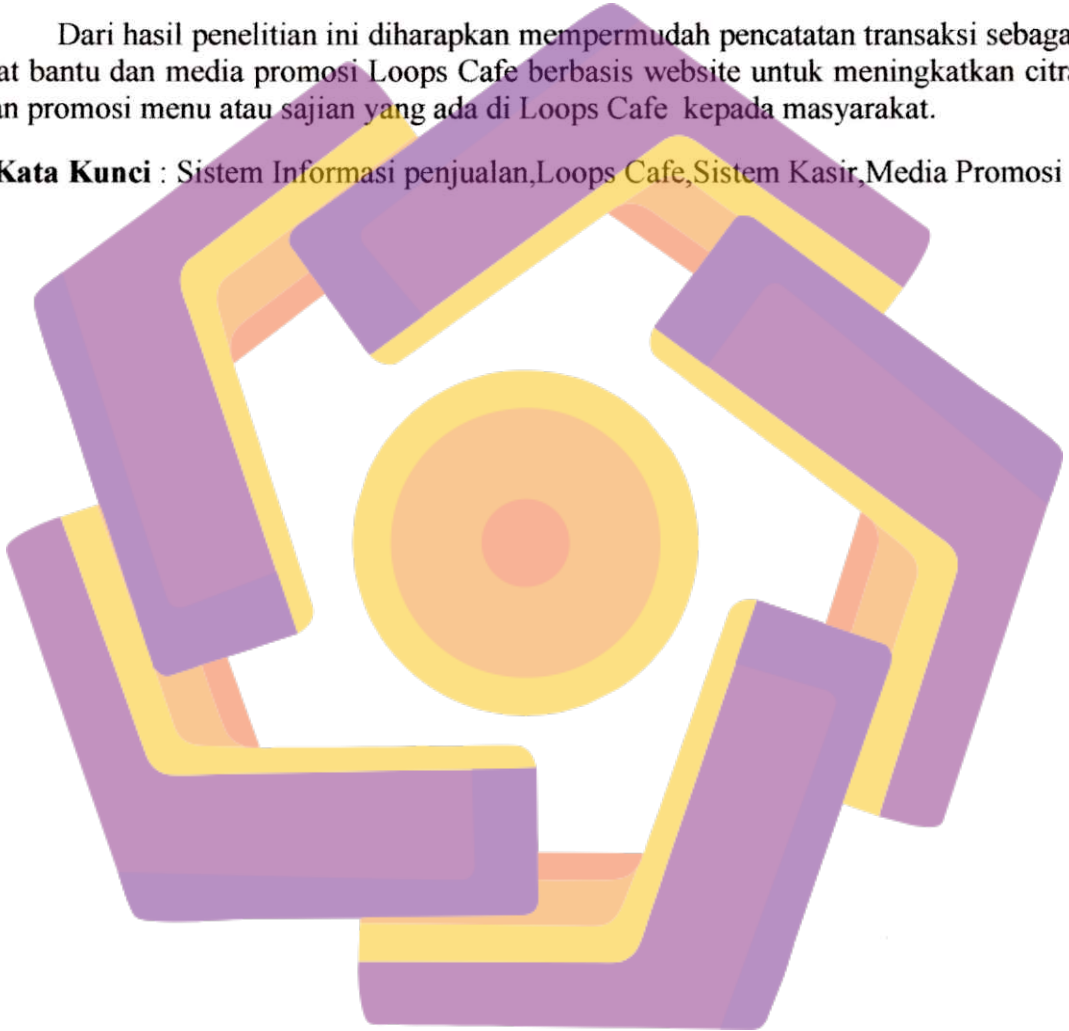 Dari hasil penelitian ini diharapkan mempermudah pencatatan transaksi sebaga
at bantu dan media promosi Loops Cafe berbasis website untuk meningkatkan citra
an promosi menu atau sajian yang ada di Loops Cafe kepada masyarakat.
Kata Kunci : Sistem Informasi penjualan,Loops Cafe,Sistem Kasir,Media Promosi